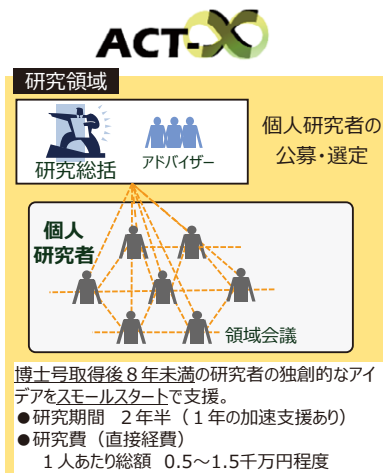 ACT-X
研究領域
研究総括
アドバイザー
個人研究者の
公募・選定
個人
研究者
領域会議
博士号取得後８年未満の研究者の独創的なアイ
デアをスモールスタートで支援。
●研究期間　２年半（１年の加速支援あり）
●研究費（直接経費）
１人あたり総額　0.5～1.5千万円程度